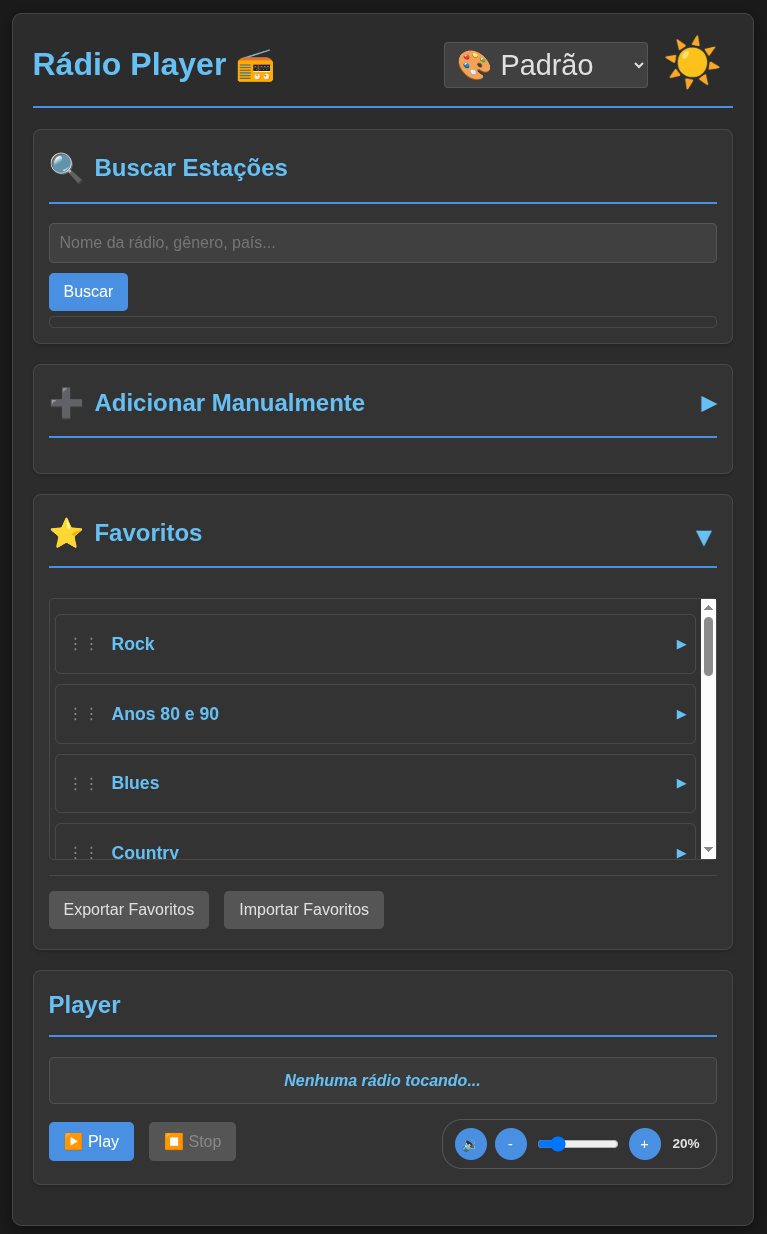 Rádio Player 📻
🎨 Padrão
☀️
🔍 Buscar Estações
Nome da rádio, gênero, país...
Buscar
➕ Adicionar Manualmente ▶
⭐ Favoritos ▼
⋮⋮ Rock ▶
⋮⋮ Anos 80 e 90 ▶
⋮⋮ Blues ▶
⋮⋮ Country ▶
Exportar Favoritos
Importar Favoritos
Player
Nenhuma rádio tocando...
▶️ Play
⏹️ Stop
🔉 - + 20%